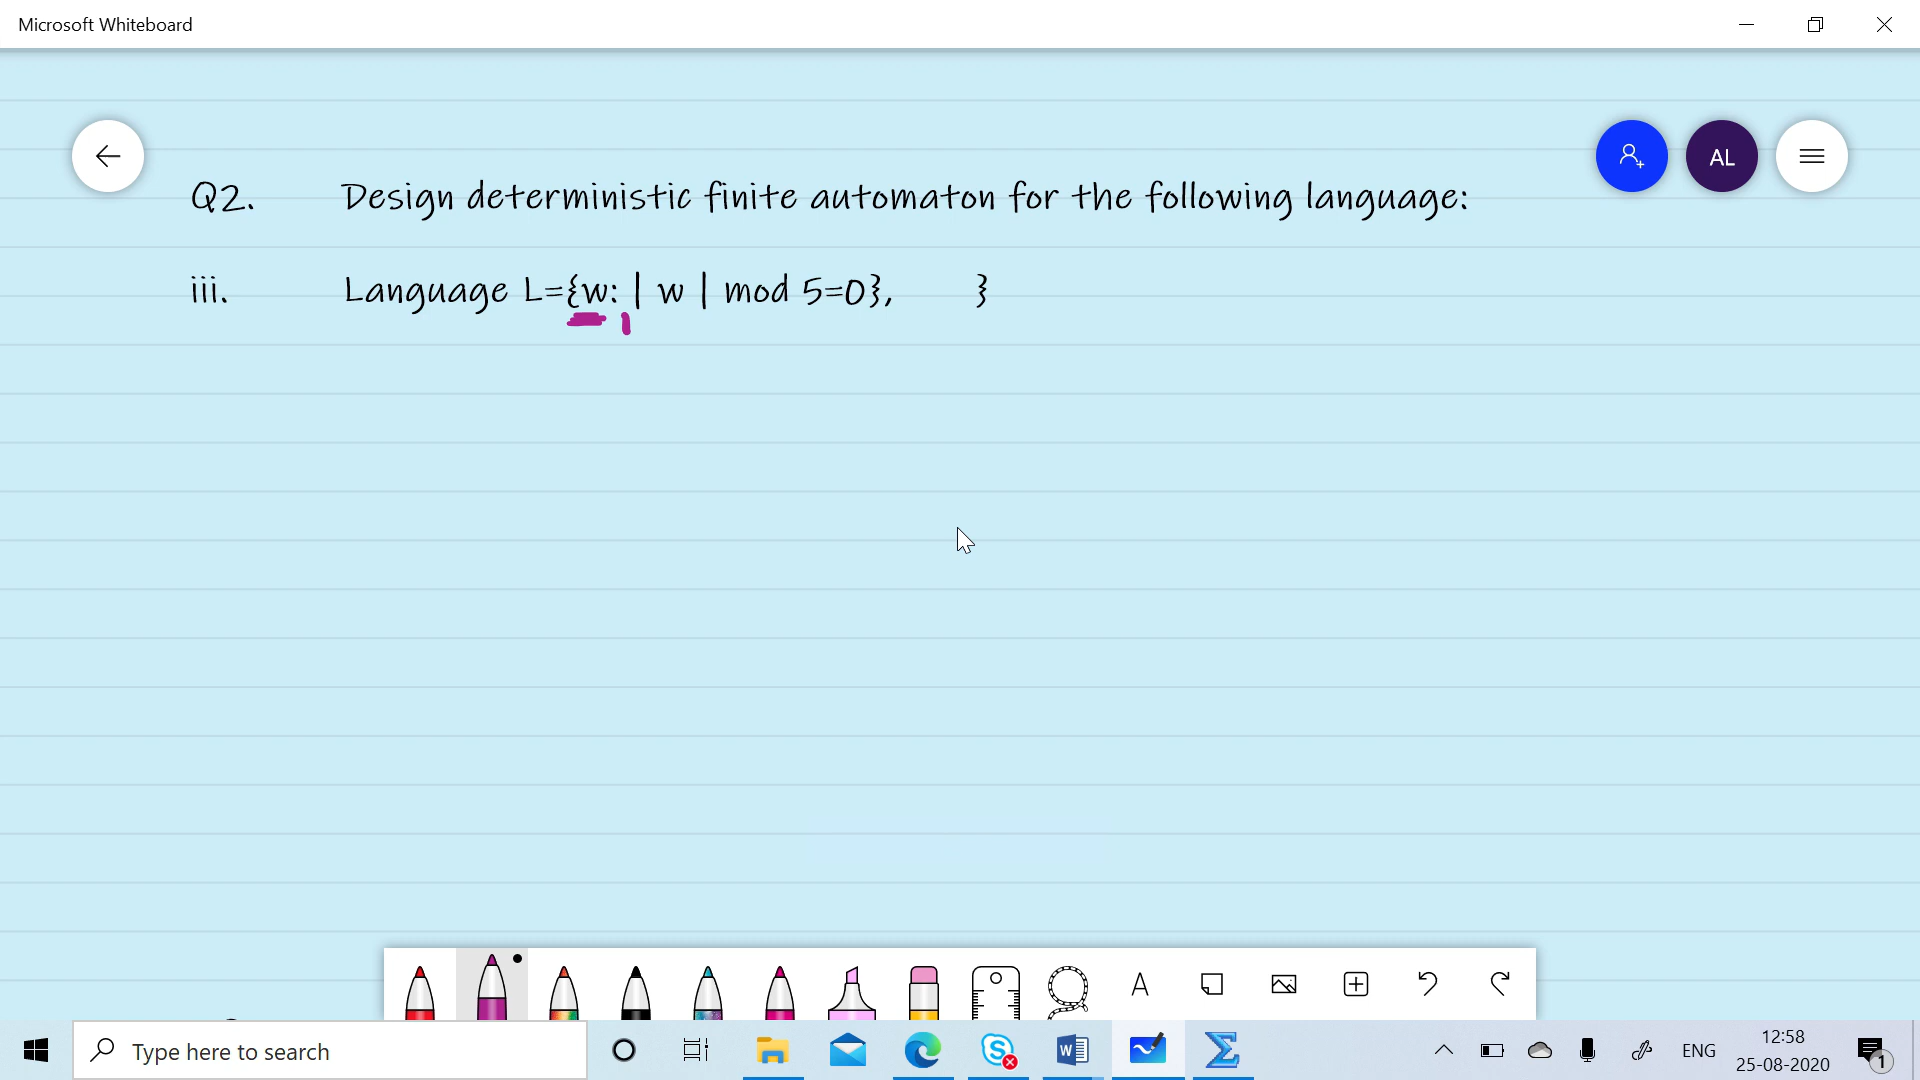 Microsoft Whiteboard
AL
Q2. Design deterministic finite automaton for the following language:
iii. Language L={w: | w | mod 5=0}, }
A
Type here to search
ENG
12:58
25-08-2020
1